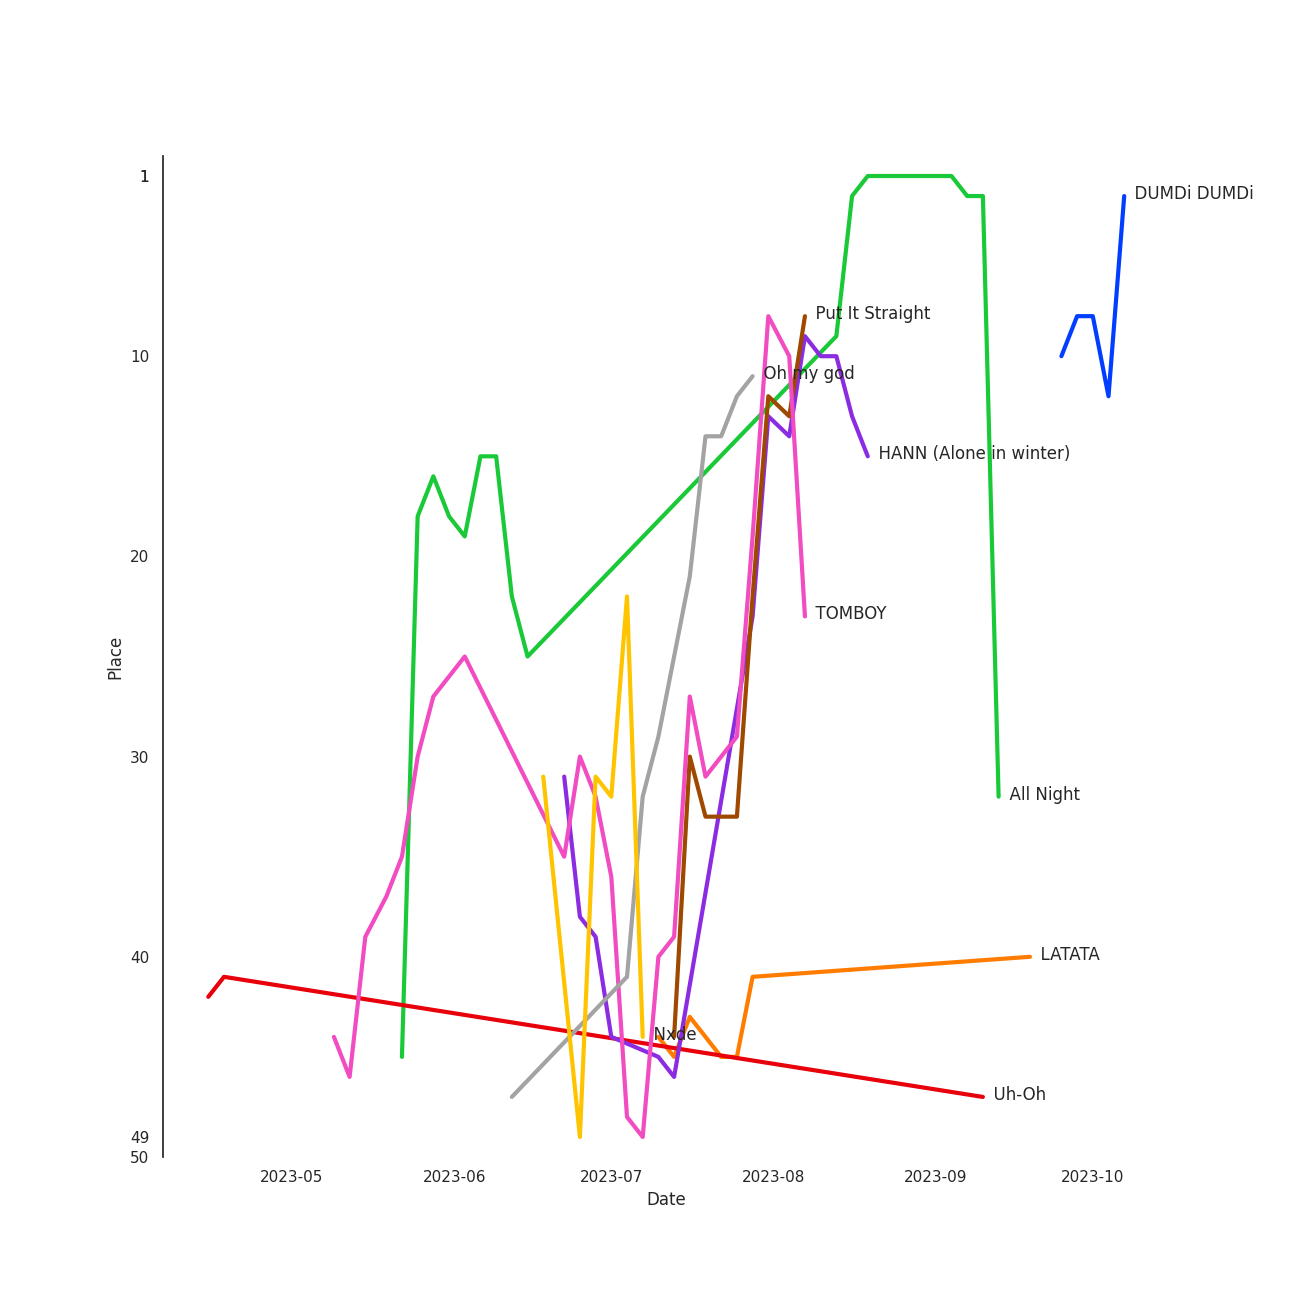 1
DUMDi DUMDi
Put It Straight
10
Oh my god
HANN (Alone in winter)
20
TOMBOY
Place
30
All Night
40
LATATA
Nxde
Uh-Oh
49
50
2023-05 2023-06 2023-07 2023-08 2023-09 2023-10
Date